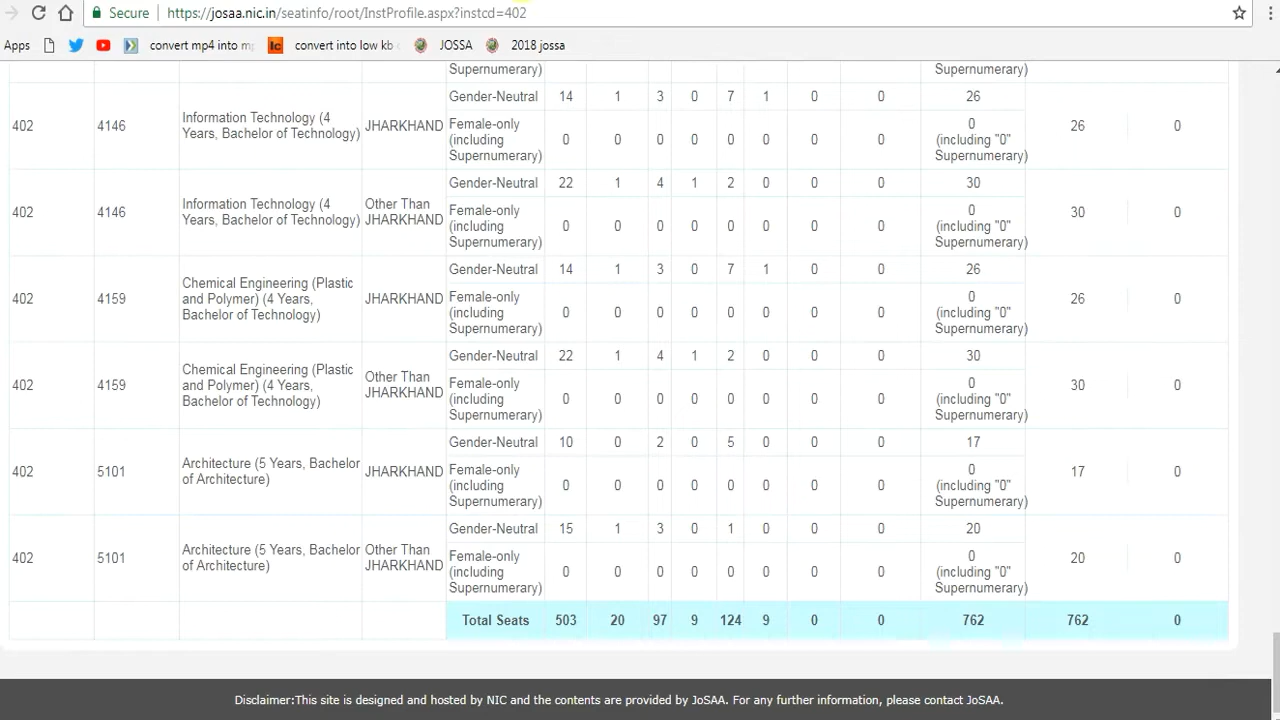 Secure https://josaa.nic.in/seatinfo/root/InstProfile.aspx?instcd=402
Apps convert mp4 into mp lc convert into low kb JOSSA 2018 jossa
Supernumerary) Supernumerary)
402 4146 Information Technology (4 Years, Bachelor of Technology) JHARKHAND Gender-Neutral 14 1 3 0 7 1 0 0 26 26 0
Female-only (including Supernumerary) 0 0 0 0 0 0 0 0 0 (including "0" Supernumerary)
402 4146 Information Technology (4 Years, Bachelor of Technology) Other Than JHARKHAND Gender-Neutral 22 1 4 1 2 0 0 0 30 30 0
Female-only (including Supernumerary) 0 0 0 0 0 0 0 0 0 (including "0" Supernumerary)
402 4159 Chemical Engineering (Plastic and Polymer) (4 Years, Bachelor of Technology) JHARKHAND Gender-Neutral 14 1 3 0 7 1 0 0 26 26 0
Female-only (including Supernumerary) 0 0 0 0 0 0 0 0 0 (including "0" Supernumerary)
402 4159 Chemical Engineering (Plastic and Polymer) (4 Years, Bachelor of Technology) Other Than JHARKHAND Gender-Neutral 22 1 4 1 2 0 0 0 30 30 0
Female-only (including Supernumerary) 0 0 0 0 0 0 0 0 0 (including "0" Supernumerary)
402 5101 Architecture (5 Years, Bachelor of Architecture) JHARKHAND Gender-Neutral 10 0 2 0 5 0 0 0 17 17 0
Female-only (including Supernumerary) 0 0 0 0 0 0 0 0 0 (including "0" Supernumerary)
402 5101 Architecture (5 Years, Bachelor of Architecture) Other Than JHARKHAND Gender-Neutral 15 1 3 0 1 0 0 0 20 20 0
Female-only (including Supernumerary) 0 0 0 0 0 0 0 0 0 (including "0" Supernumerary)
Total Seats 503 20 97 9 124 9 0 0 762 762 0
Disclaimer:This site is designed and hosted by NIC and the contents are provided by JoSAA. For any further information, please contact JoSAA.